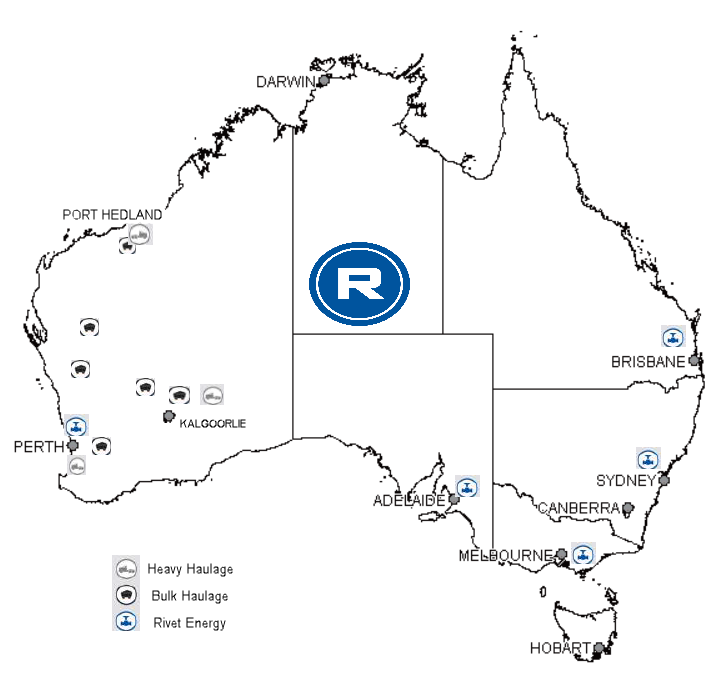 DARWIN
PORT HEDLAND
R
BRISBANE
KALGOORLIE
PERTH
SYDNEY
ADELAIDE
CANBERRA
MELBOURNE
Heavy Haulage
Bulk Haulage
Rivet Energy
HOBART